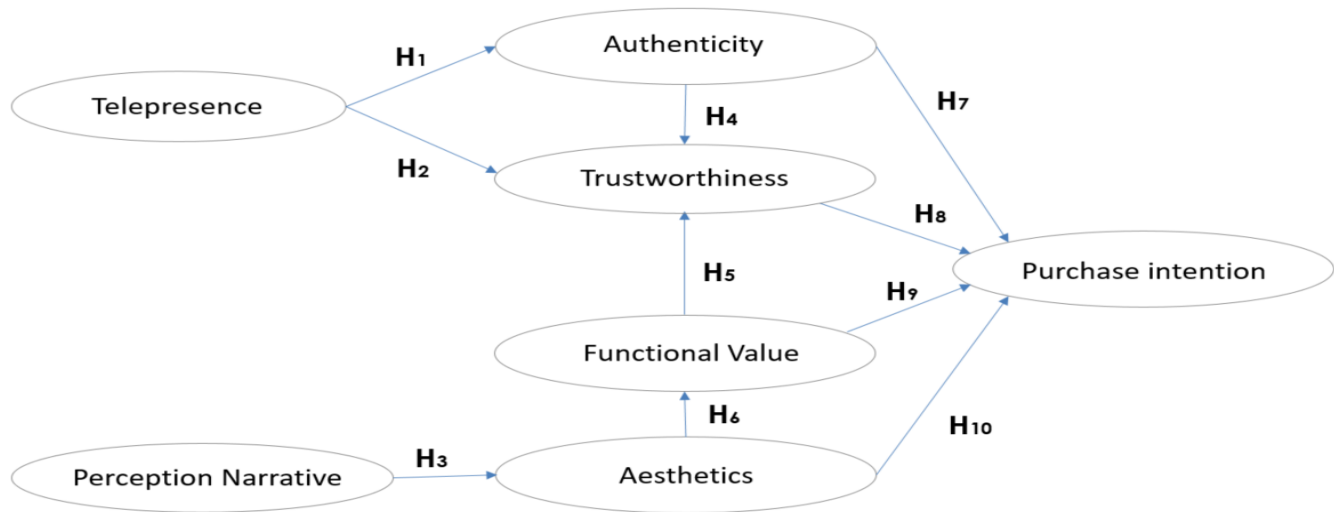 Authenticity
H1
Telepresence
H7
H4
H2
Trustworthiness
H8
H5
Purchase intention
H9
Functional Value
H6
H10
H3
Perception Narrative
Aesthetics